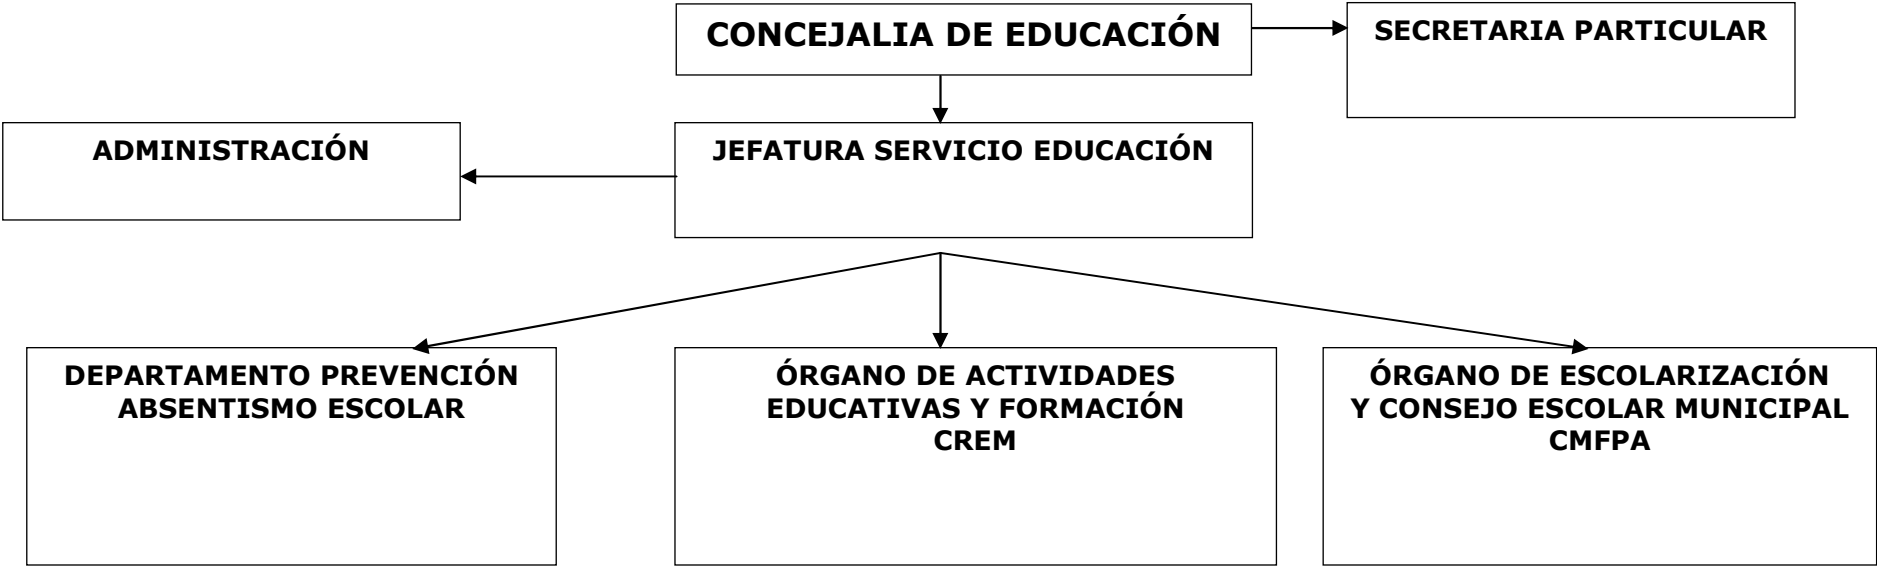 CONCEJALIA DE EDUCACIÓN
SECRETARIA PARTICULAR
ADMINISTRACIÓN
JEFATURA SERVICIO EDUCACIÓN
DEPARTAMENTO PREVENCIÓN
ABSENTISMO ESCOLAR
ÓRGANO DE ACTIVIDADES
EDUCATIVAS Y FORMACIÓN
CREM
ÓRGANO DE ESCOLARIZACIÓN
Y CONSEJO ESCOLAR MUNICIPAL
CMFPA